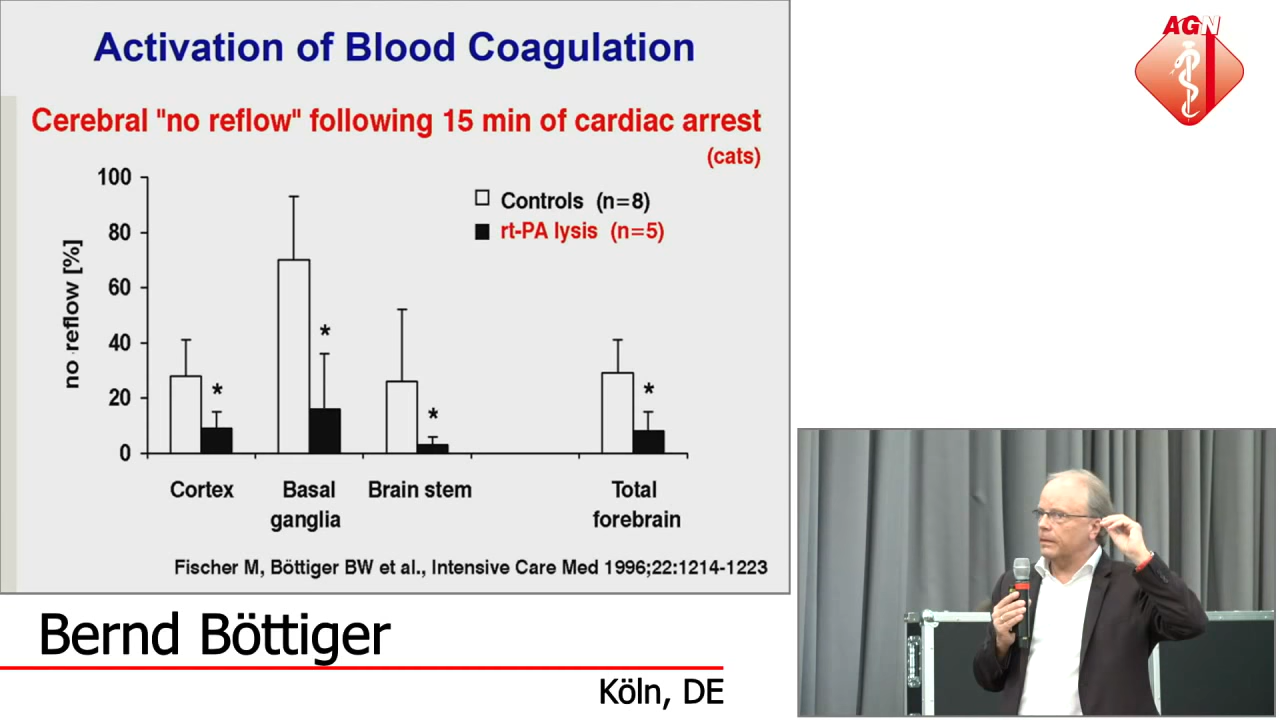 Activation of Blood Coagulation
Cerebral "no reflow" following 15 min of cardiac arrest
(cats)
no reflow [%]
100
80
60
40
20
0
Controls (n=8)
rt-PA lysis (n=5)
*
*
*
*
Cortex
Basal
ganglia
Brain stem
Total
forebrain
Fischer M, Böttiger BW et al., Intensive Care Med 1996;22:1214-1223
Bernd Böttiger
Köln, DE
AGN